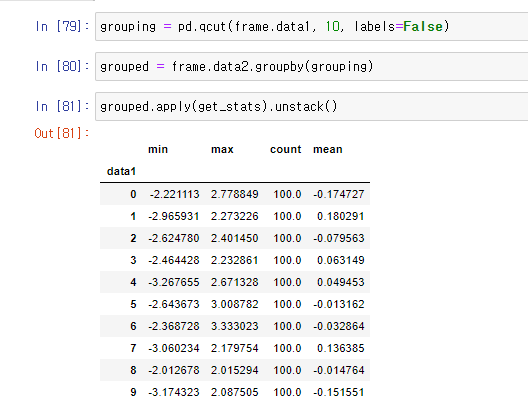 In [79]: grouping = pd.qcut(frame.data1, 10, labels=False)
In [80]: grouped = frame.data2.groupby(grouping)
In [81]: grouped.apply(get_stats).unstack()
Out[81]:
min max count mean
data1
0 -2.221113 2.778849 100.0 -0.174727
1 -2.965931 2.273226 100.0 0.180291
2 -2.624780 2.401450 100.0 -0.079563
3 -2.464428 2.232861 100.0 0.063149
4 -3.267655 2.671328 100.0 0.049453
5 -2.643673 3.008782 100.0 -0.013162
6 -2.368728 3.333023 100.0 -0.032864
7 -3.060234 2.179754 100.0 0.136385
8 -2.012678 2.015294 100.0 -0.014764
9 -3.174323 2.087505 100.0 -0.151551